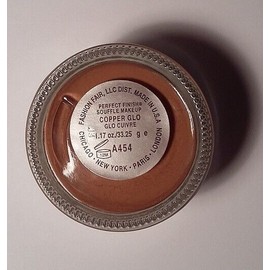 FASHION FAIR, LLC DIST. MADE IN U.S.A
PERFECT FINISH
SOUFFLE MAKEUP
COPPER GLO
GLO CUIVRE
1.17 oz./33.25 g e
A454
CHICAGO · NEW YORK · PARIS · LONDON